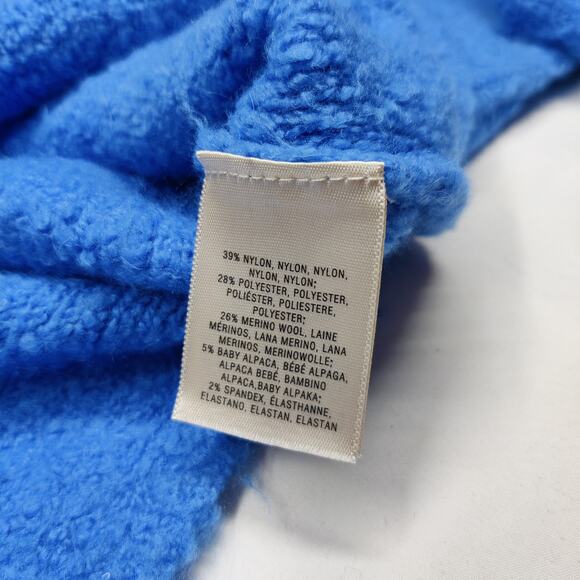 39% NYLON, NYLON, NYLON,
NYLON, NYLON;
28% POLYESTER, POLYESTER,
POLIÉSTER, POLIESTERE,
POLYESTER;
26% MERINO WOOL, LAINE
MÉRINOS, LANA MERINO, LANA
MERINOS, MERINOWOLLE;
5% BABY ALPACA, BÉBÉ ALPAGA,
ALPACA BEBÉ, BAMBINO
ALPACA,BABY ALPAKA;
2% SPANDEX, ÉLASTHANNE,
ELASTANO, ELASTAN, ELASTAN